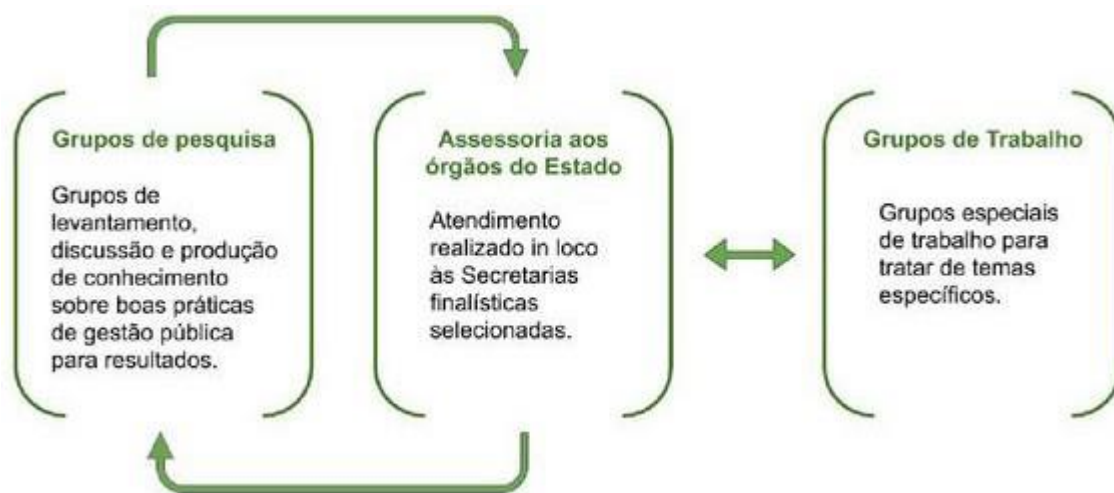 Grupos de pesquisa
Grupos de
levantamento,
discussão e produção
de conhecimento
sobre boas práticas
de gestão pública
para resultados.
Assessoria aos
órgãos do Estado
Atendimento
realizado in loco
às Secretarias
finalísticas
selecionadas.
Grupos de Trabalho
Grupos especiais
de trabalho para
tratar de temas
específicos.